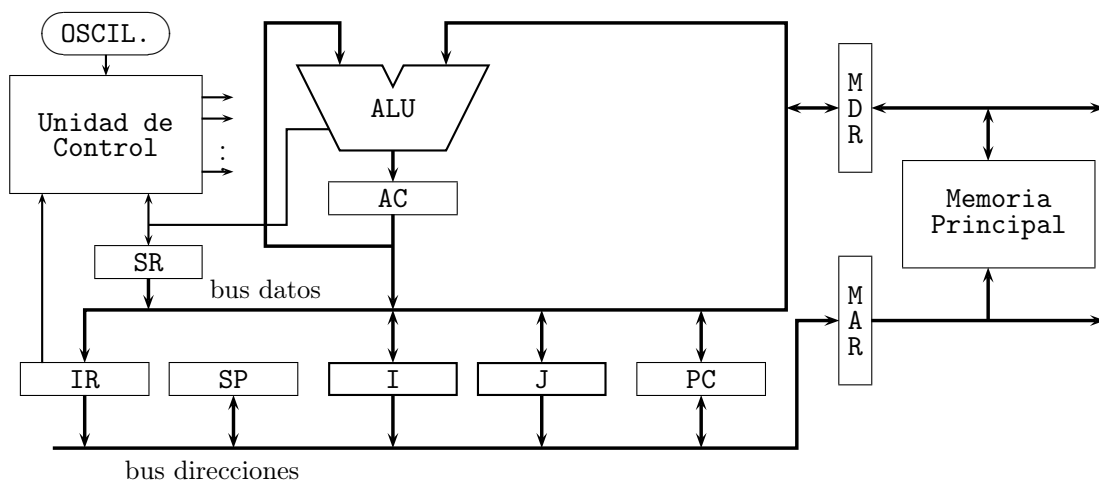 OSCIL.
Unidad de
Control
⋮
ALU
AC
SR
bus datos
IR
SP
I
J
PC
bus direcciones
M
D
R
Memoria
Principal
M
A
R